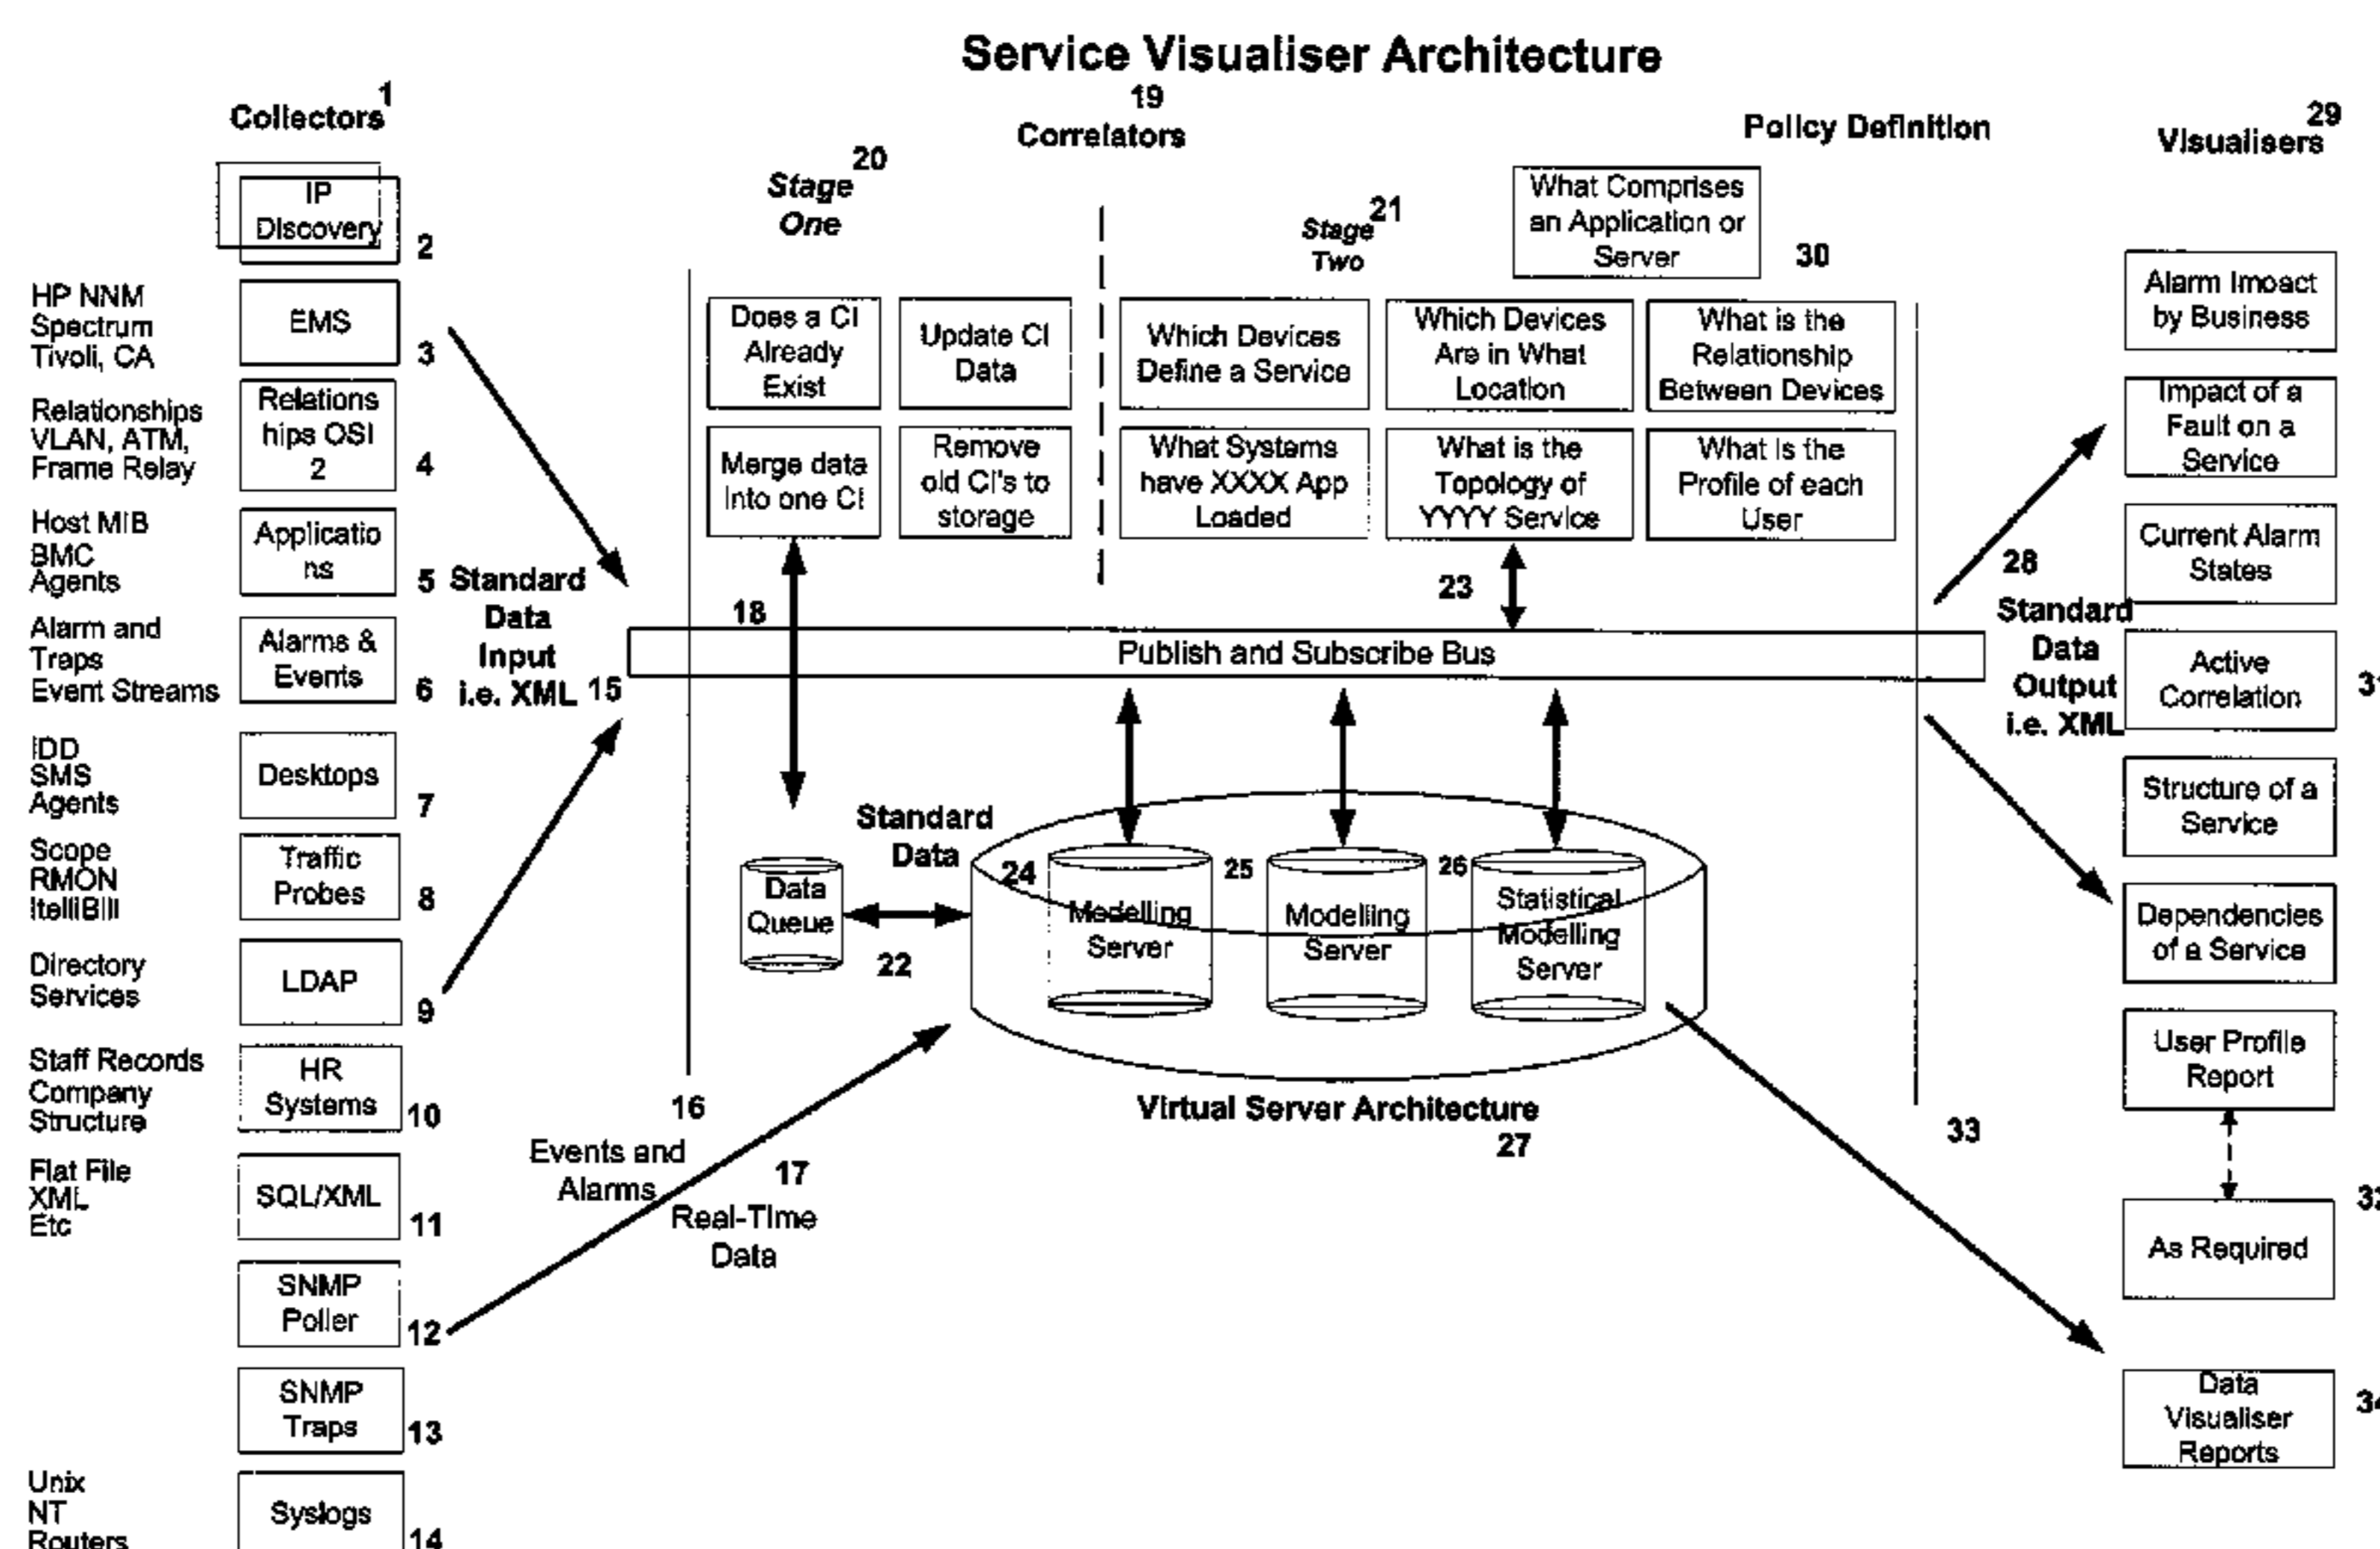 Service Visualiser Architecture
1
Collectors
19
Correlators
Policy Definition
29
Visualisers
20
Stage
One
21
Stage
Two
IP
Discovery
2
HP NNM
Spectrum
Tivoli, CA
EMS
3
Relationships
VLAN, ATM,
Frame Relay
Relations
hips OSI
2
4
Host MIB
BMC
Agents
Applicatio
ns
5
Alarm and
Traps
Event Streams
Alarms &
Events
6
IDD
SMS
Agents
Desktops
7
Scope
RMON
ItelliBill
Traffic
Probes
8
Directory
Services
LDAP
9
Staff Records
Company
Structure
HR
Systems
10
Flat File
XML
Etc
SQL/XML
11
SNMP
Poller
12
SNMP
Traps
13
Unix
NT
Routers
Syslogs
14
Standard
Data
Input
i.e. XML
15
16
Events and
Alarms
17
Real-Time
Data
Does a CI
Already
Exist
Update CI
Data
Merge data
Into one CI
Remove
old CI's to
storage
What Comprises
an Application or
Server
30
Which Devices
Define a Service
Which Devices
Are in What
Location
What is the
Relationship
Between Devices
What Systems
have XXXX App
Loaded
What is the
Topology of
YYYY Service
What is the
Profile of each
User
18
23
Publish and Subscribe Bus
Standard
Data
Data
Queue
22
24
Modelling
Server
25
Modelling
Server
26
Statistical
Modelling
Server
Virtual Server Architecture
27
28
Standard
Data
Output
i.e. XML
33
Alarm Imoact
by Business
Impact of a
Fault on a
Service
Current Alarm
States
Active
Correlation
Structure of a
Service
Dependencies
of a Service
User Profile
Report
As Required
Data
Visualiser
Reports